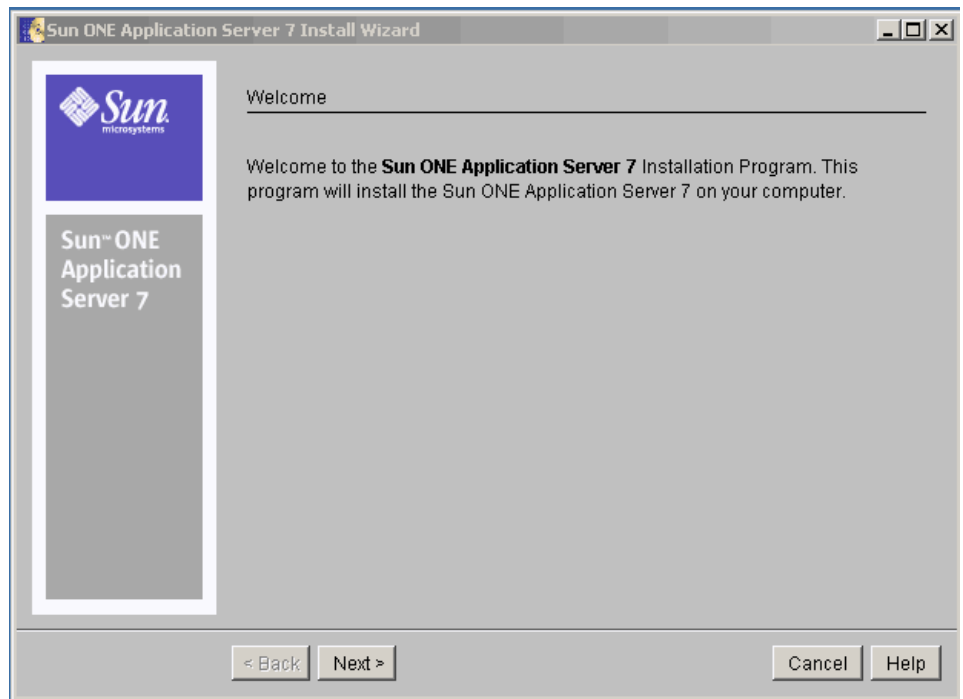 Sun ONE Application Server 7 Install Wizard
Sun.
microsystems
Sun™ ONE
Application
Server 7
Welcome
Welcome to the Sun ONE Application Server 7 Installation Program. This
program will install the Sun ONE Application Server 7 on your computer.
< Back
Next >
Cancel
Help